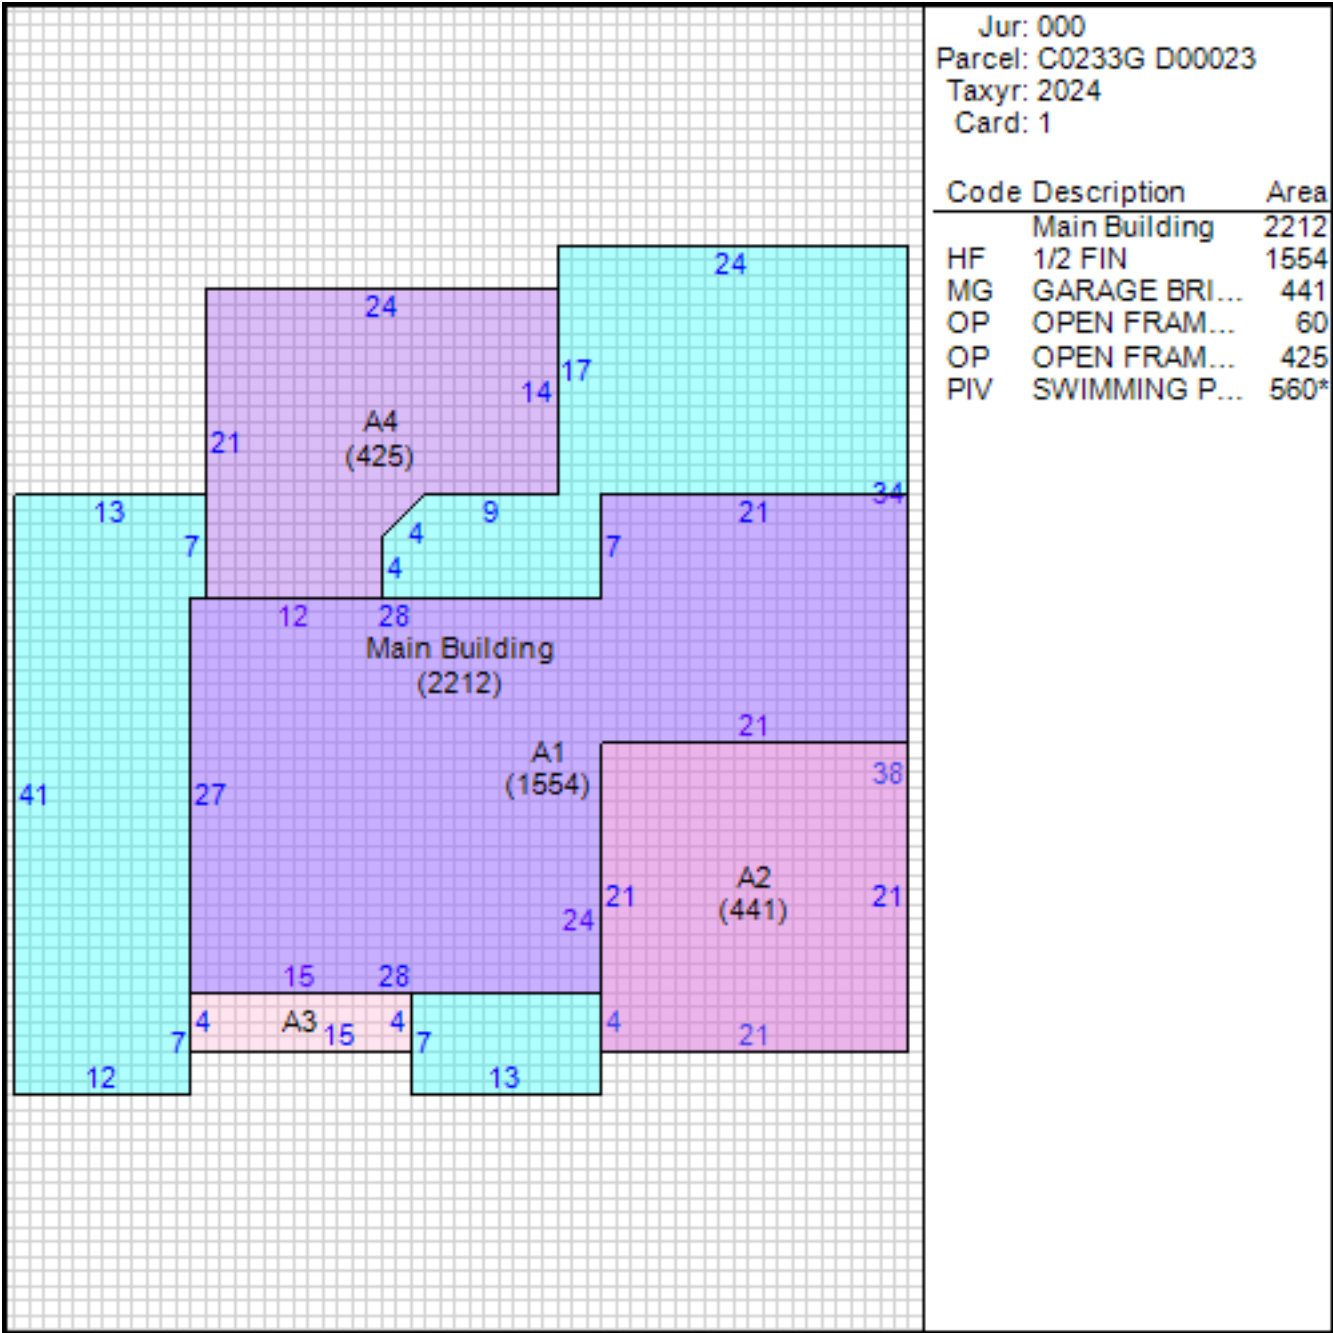 Jur: 000
Parcel: C0233G D00023
Taxyr: 2024
Card: 1
Code Description Area
Main Building 2212
HF 1/2 FIN 1554
MG GARAGE BRI... 441
OP OPEN FRAM... 60
OP OPEN FRAM... 425
PIV SWIMMING P... 560*
24
24
17
14
A4
21
(425)
34
13 9 21
4
7 7
4
12 28
Main Building
(2212)
21
A1
38
(1554)
41 27
A2
21 21
(441)
24
15 28
4 A3 4 4
15 21
7 7
12 13